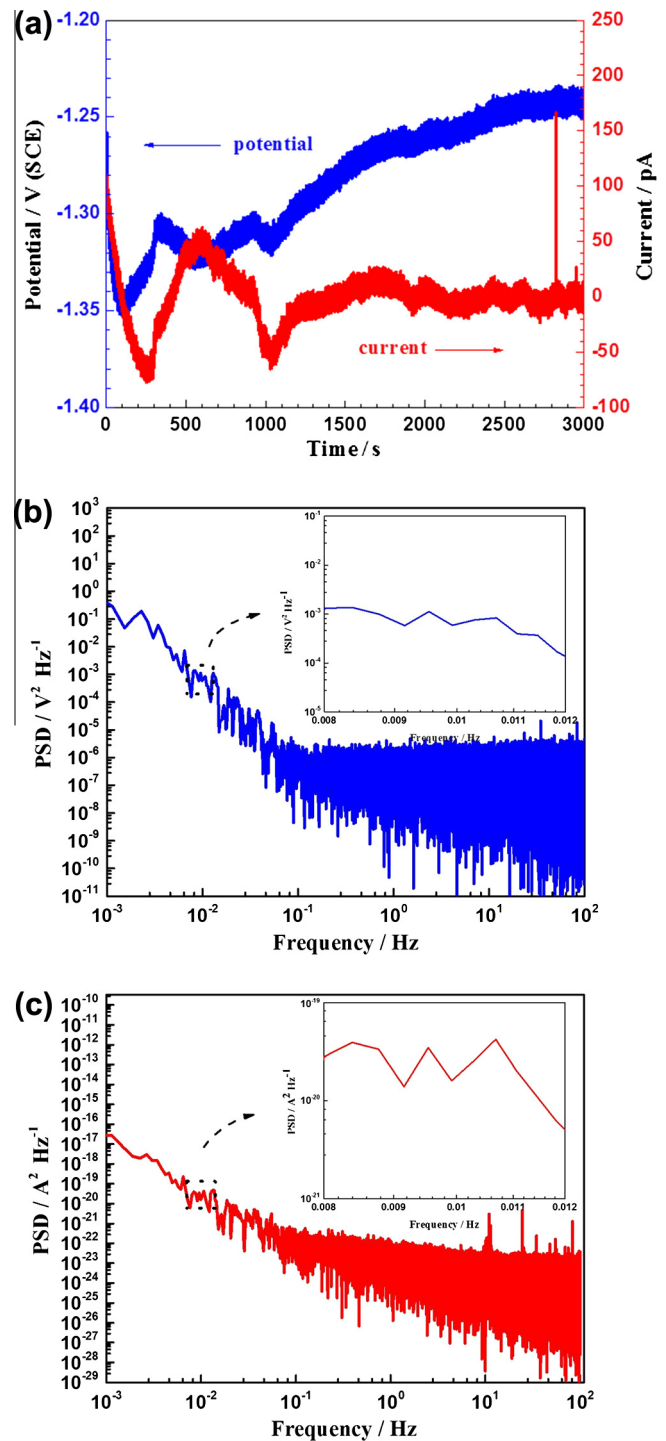 (a)
-1.20
-1.25
-1.30
-1.35
-1.40
Potential / V (SCE)
potential
current
250
200
150
100
50
0
-50
-100
Current / pA
0 500 1000 1500 2000 2500 3000
Time / s
(b)
10³
10²
10¹
10⁰
10⁻¹
10⁻²
10⁻³
10⁻⁴
10⁻⁵
10⁻⁶
10⁻⁷
10⁻⁸
10⁻⁹
10⁻¹⁰
10⁻¹¹
PSD / V² Hz⁻¹
10⁻¹
10⁻²
10⁻³
10⁻⁴
10⁻⁵
PSD / V² Hz⁻¹
0.008 0.009 0.01 0.011 0.012
Frequency / Hz
10⁻³ 10⁻² 10⁻¹ 10⁰ 10¹ 10²
Frequency / Hz
(c)
10⁻¹⁰
10⁻¹¹
10⁻¹²
10⁻¹³
10⁻¹⁴
10⁻¹⁵
10⁻¹⁶
10⁻¹⁷
10⁻¹⁸
10⁻¹⁹
10⁻²⁰
10⁻²¹
10⁻²²
10⁻²³
10⁻²⁴
10⁻²⁵
10⁻²⁶
10⁻²⁷
10⁻²⁸
10⁻²⁹
PSD / A² Hz⁻¹
10⁻¹⁹
10⁻²⁰
10⁻²¹
PSD / A² Hz⁻¹
0.008 0.009 0.01 0.011 0.012
Frequency / Hz
10⁻³ 10⁻² 10⁻¹ 10⁰ 10¹ 10²
Frequency / Hz